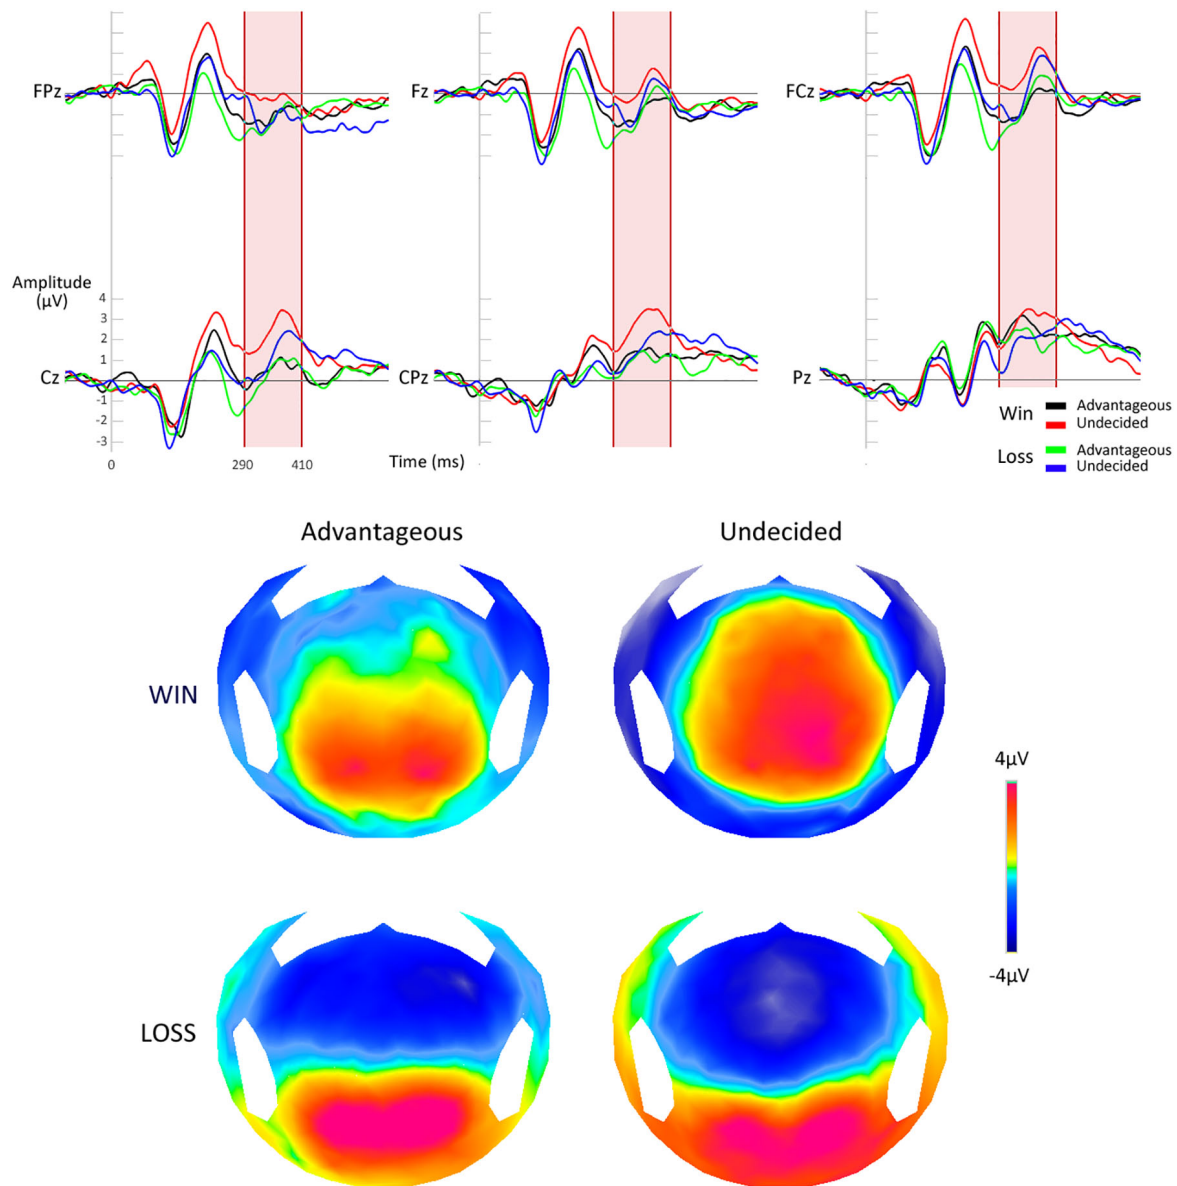 FPz
Fz
FCz
Amplitude
(μV)
4
3
2
1
Cz
-1
-2
-3
0
290
410
Time (ms)
CPz
Pz
Win
Advantageous
Undecided
Loss
Advantageous
Undecided
Advantageous
Undecided
WIN
4μV
-4μV
LOSS